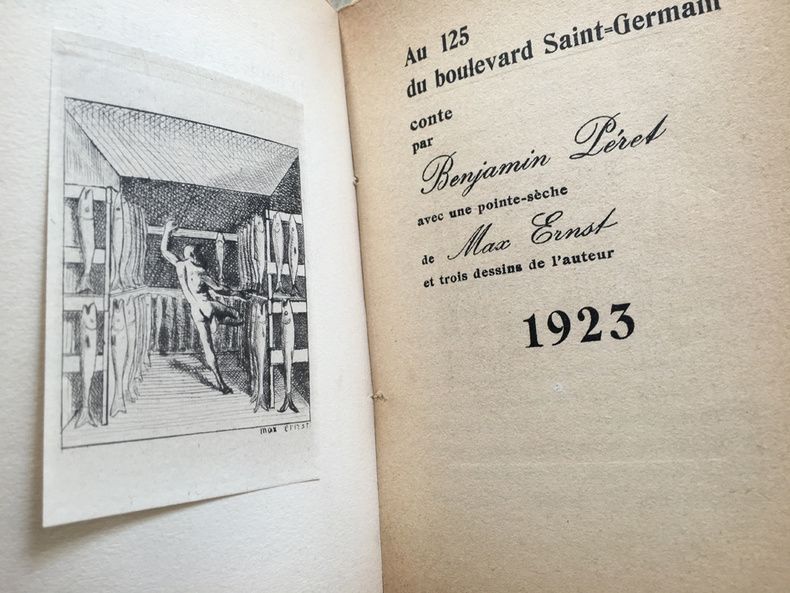 max ernst
Au 125
du boulevard Saint=Germain
conte
par
Benjamin Péret
avec une pointe-sèche
de Max Ernst
et trois dessins de l'auteur
1923